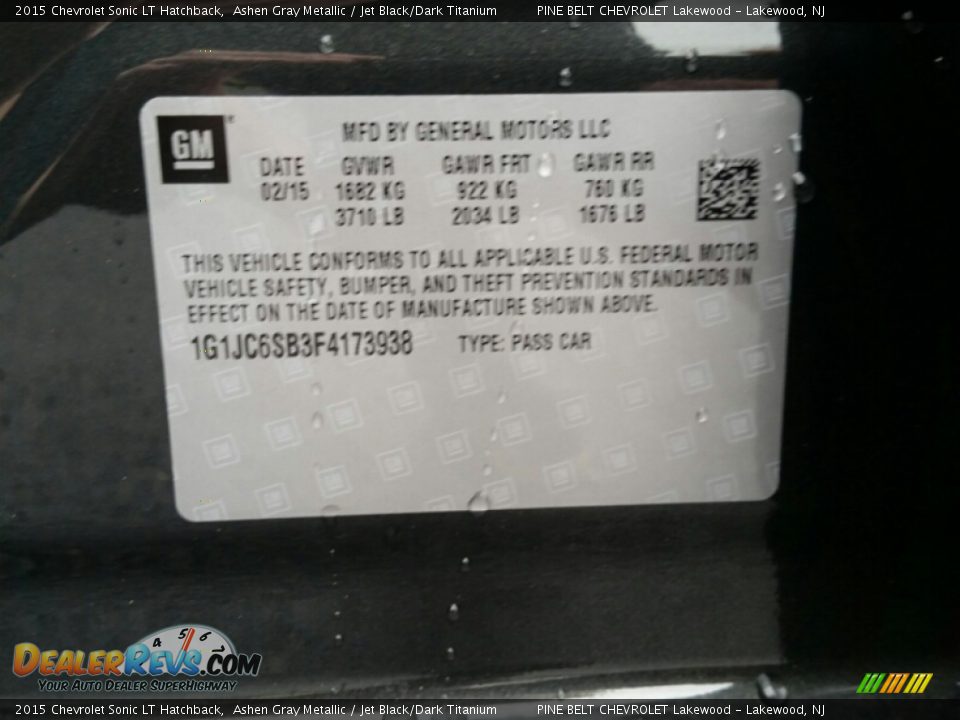 2015 Chevrolet Sonic LT Hatchback, Ashen Gray Metallic / Jet Black/Dark Titanium PINE BELT CHEVROLET Lakewood - Lakewood, NJ
GM
MFD BY GENERAL MOTORS LLC
DATE GVWR GAWR FRT GAWR RR
02/15 1682 KG 922 KG 760 KG
3710 LB 2034 LB 1676 LB
THIS VEHICLE CONFORMS TO ALL APPLICABLE U.S. FEDERAL MOTOR
VEHICLE SAFETY, BUMPER, AND THEFT PREVENTION STANDARDS IN
EFFECT ON THE DATE OF MANUFACTURE SHOWN ABOVE.
1G1JC6SB3F4173938 TYPE: PASS CAR
4 5 6
DEALERREVS.COM
YOUR AUTO DEALER SUPERHIGHWAY
2015 Chevrolet Sonic LT Hatchback, Ashen Gray Metallic / Jet Black/Dark Titanium PINE BELT CHEVROLET Lakewood - Lakewood, NJ